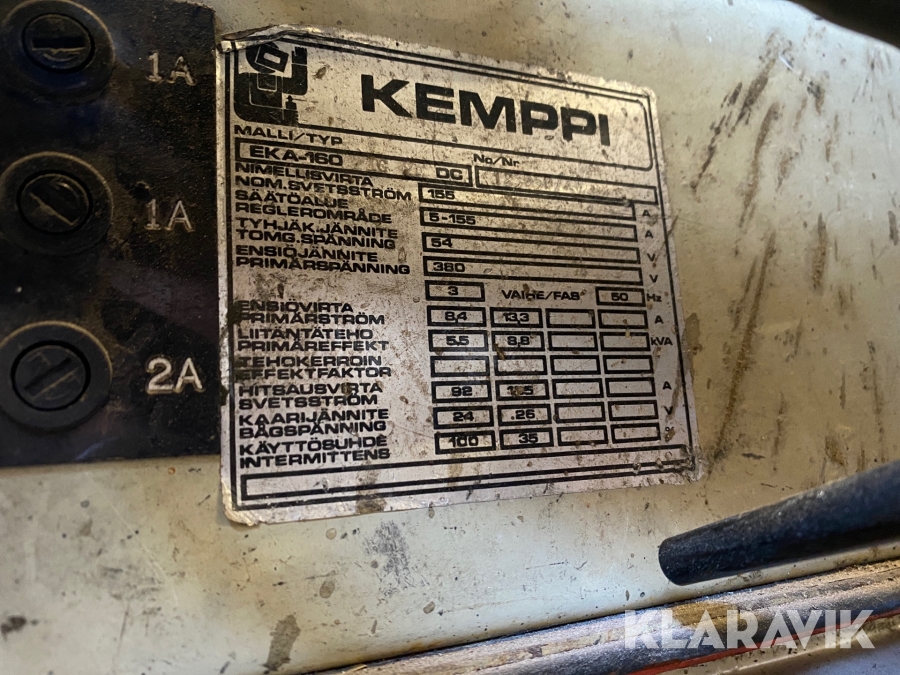 1A
1A
2A
KEMPPI
MALLI/TYP
No/Nr.
EKA-160 DC
NIMELLISVIRTA
NOM.SVETSSTRÖM 155 A
SÄÄTÖALUE
REGLEROMRÅDE 5-155 A
TYHJÄK.JÄNNITE
TOMG.SPÄNNING 54 V
ENSIÖJÄNNITE
PRIMÄRSPÄNNING 380 V
3 VAIHE/FAS 50 Hz
ENSIÖVIRTA
PRIMÄRSTRÖM 8,4 13,3 A
LIITÄNTÄTEHO
PRIMÄREFFEKT 5,5 8,8 kVA
TEHOKERROIN
EFFEKTFAKTOR
HITSAUSVIRTA
SVETSSTRÖM 92 A
KAARIJÄNNITE
BÅGSPÄNNING 24 26 V
KÄYTTÖSUHDE
INTERMITTENS 100 35
KLARAVIK